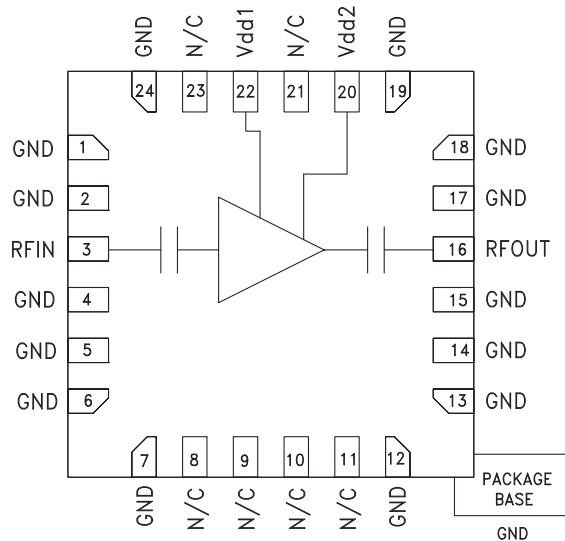 GND
N/C
Vdd1
N/C
Vdd2
GND
24
23
22
21
20
19
GND 1
18 GND
GND 2
17 GND
RFIN 3
16 RFOUT
GND 4
15 GND
GND 5
14 GND
GND 6
13 GND
7
8
9
10
11
12
GND
N/C
N/C
N/C
N/C
GND
PACKAGE
BASE
GND